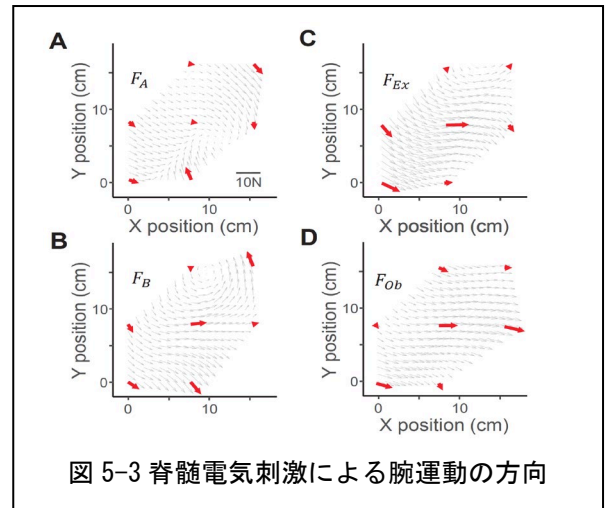 A
Y position (cm)
10
0
F_A
10N
0
10
X position (cm)
C
Y position (cm)
10
0
F_Ex
0
10
X position (cm)
B
Y position (cm)
10
0
F_B
0
10
X position (cm)
D
Y position (cm)
10
0
F_Ob
0
10
X position (cm)
図 5-3 脊髄電気刺激による腕運動の方向